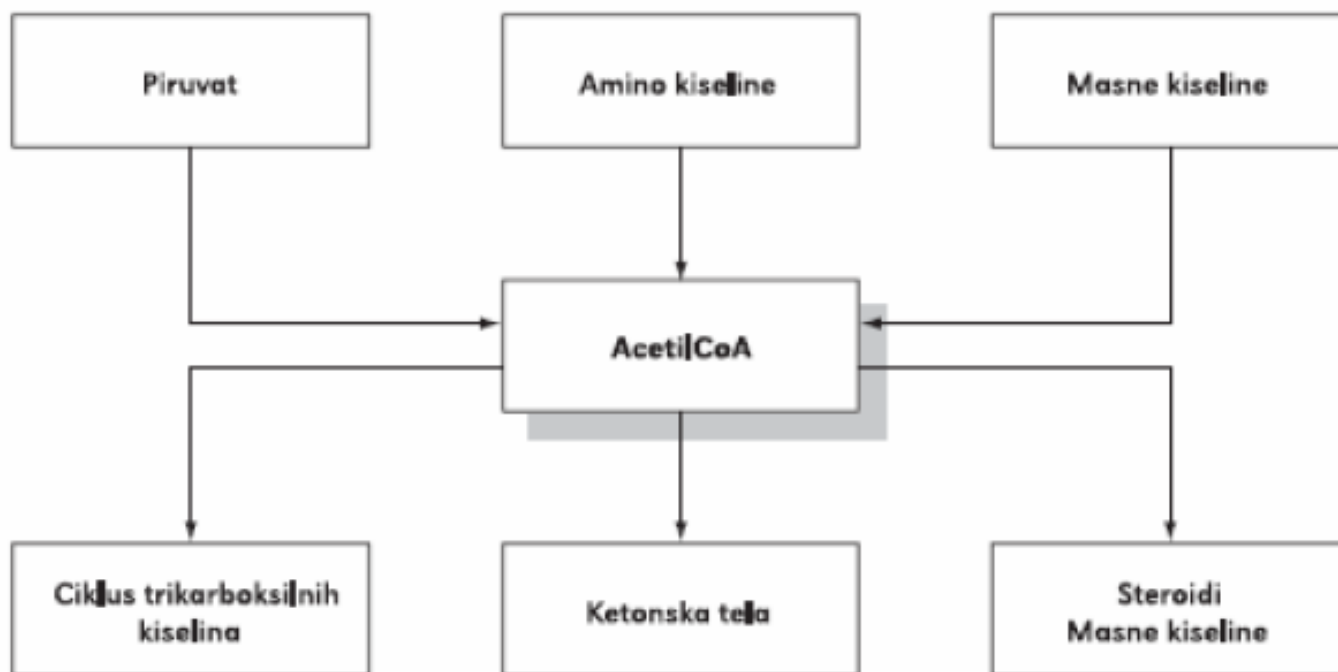 Piruvat
Amino kiseline
Masne kiseline
AcetilCoA
Ciklus trikarboksilnih
kiselina
Ketonska tela
Steroidi
Masne kiseline